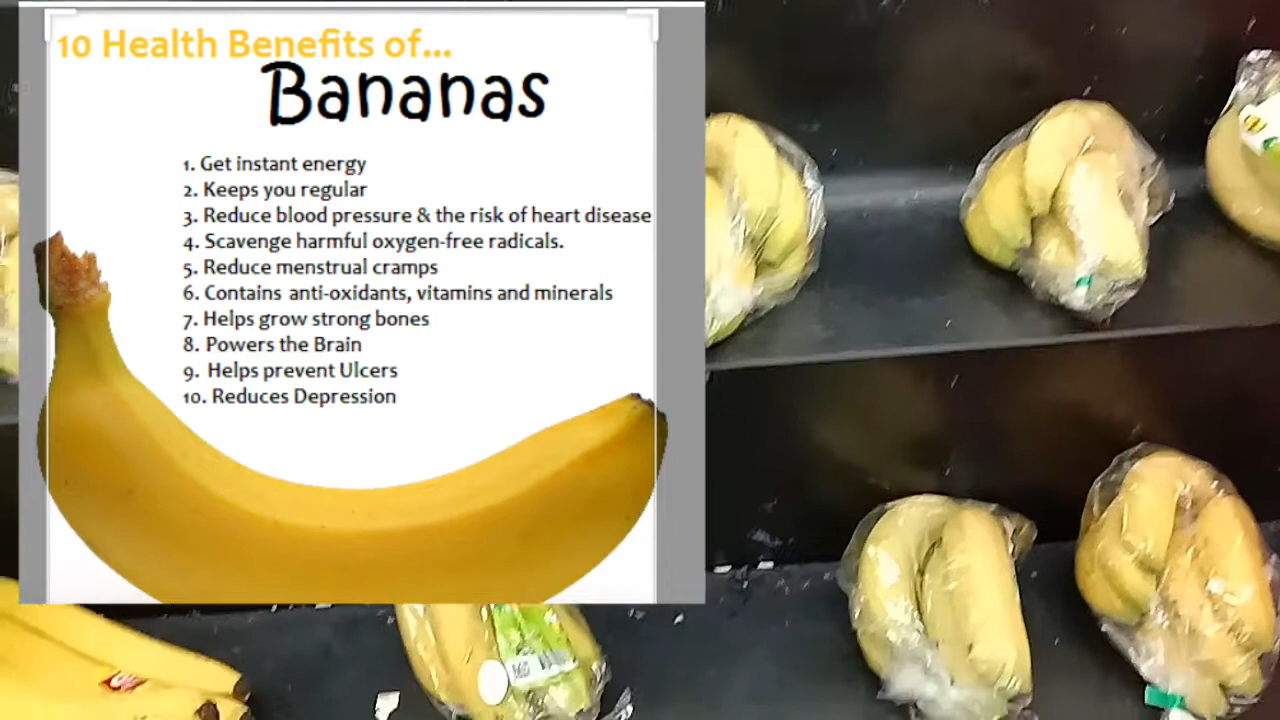 10 Health Benefits of...
Bananas
1. Get instant energy
2. Keeps you regular
3. Reduce blood pressure & the risk of heart disease
4. Scavenge harmful oxygen-free radicals.
5. Reduce menstrual cramps
6. Contains anti-oxidants, vitamins and minerals
7. Helps grow strong bones
8. Powers the Brain
9. Helps prevent Ulcers
10. Reduces Depression